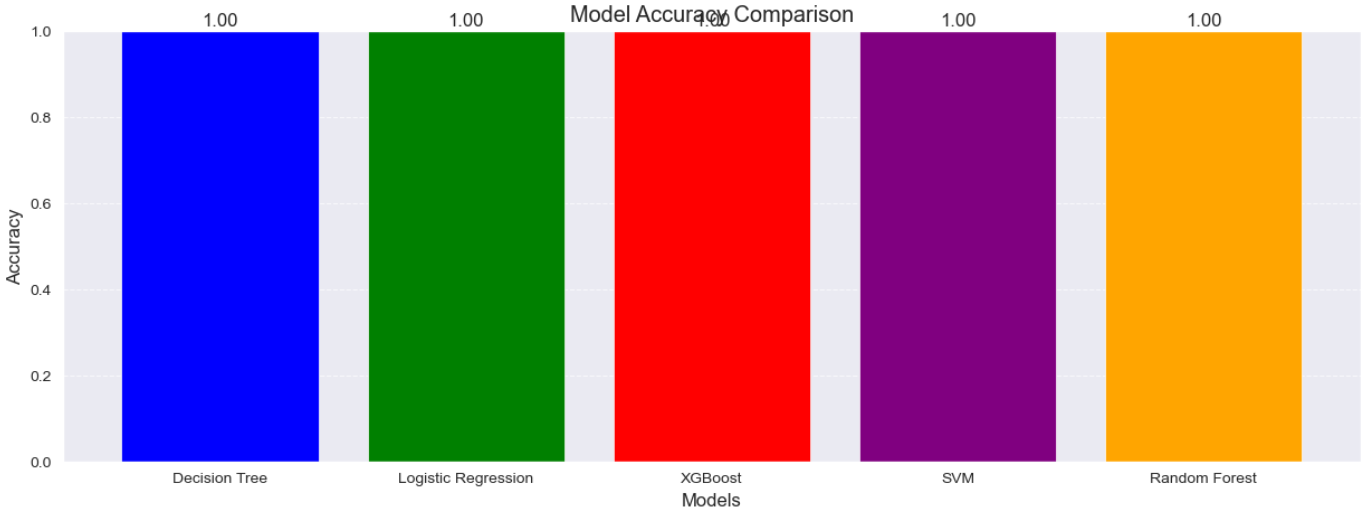 Model Accuracy Comparison
1.00 1.00 1.00 1.00 1.00
1.0
0.8
0.6
0.4
0.2
0.0
Accuracy
Decision Tree Logistic Regression XGBoost SVM Random Forest
Models